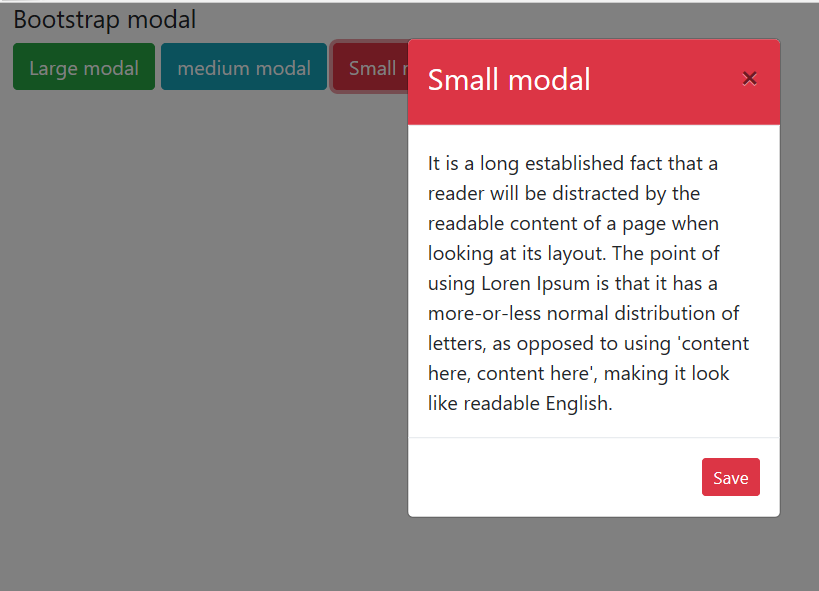 Bootstrap modal
Large modal
medium modal
Small
Small modal
×
It is a long established fact that a
reader will be distracted by the
readable content of a page when
looking at its layout. The point of
using Loren Ipsum is that it has a
more-or-less normal distribution of
letters, as opposed to using 'content
here, content here', making it look
like readable English.
Save